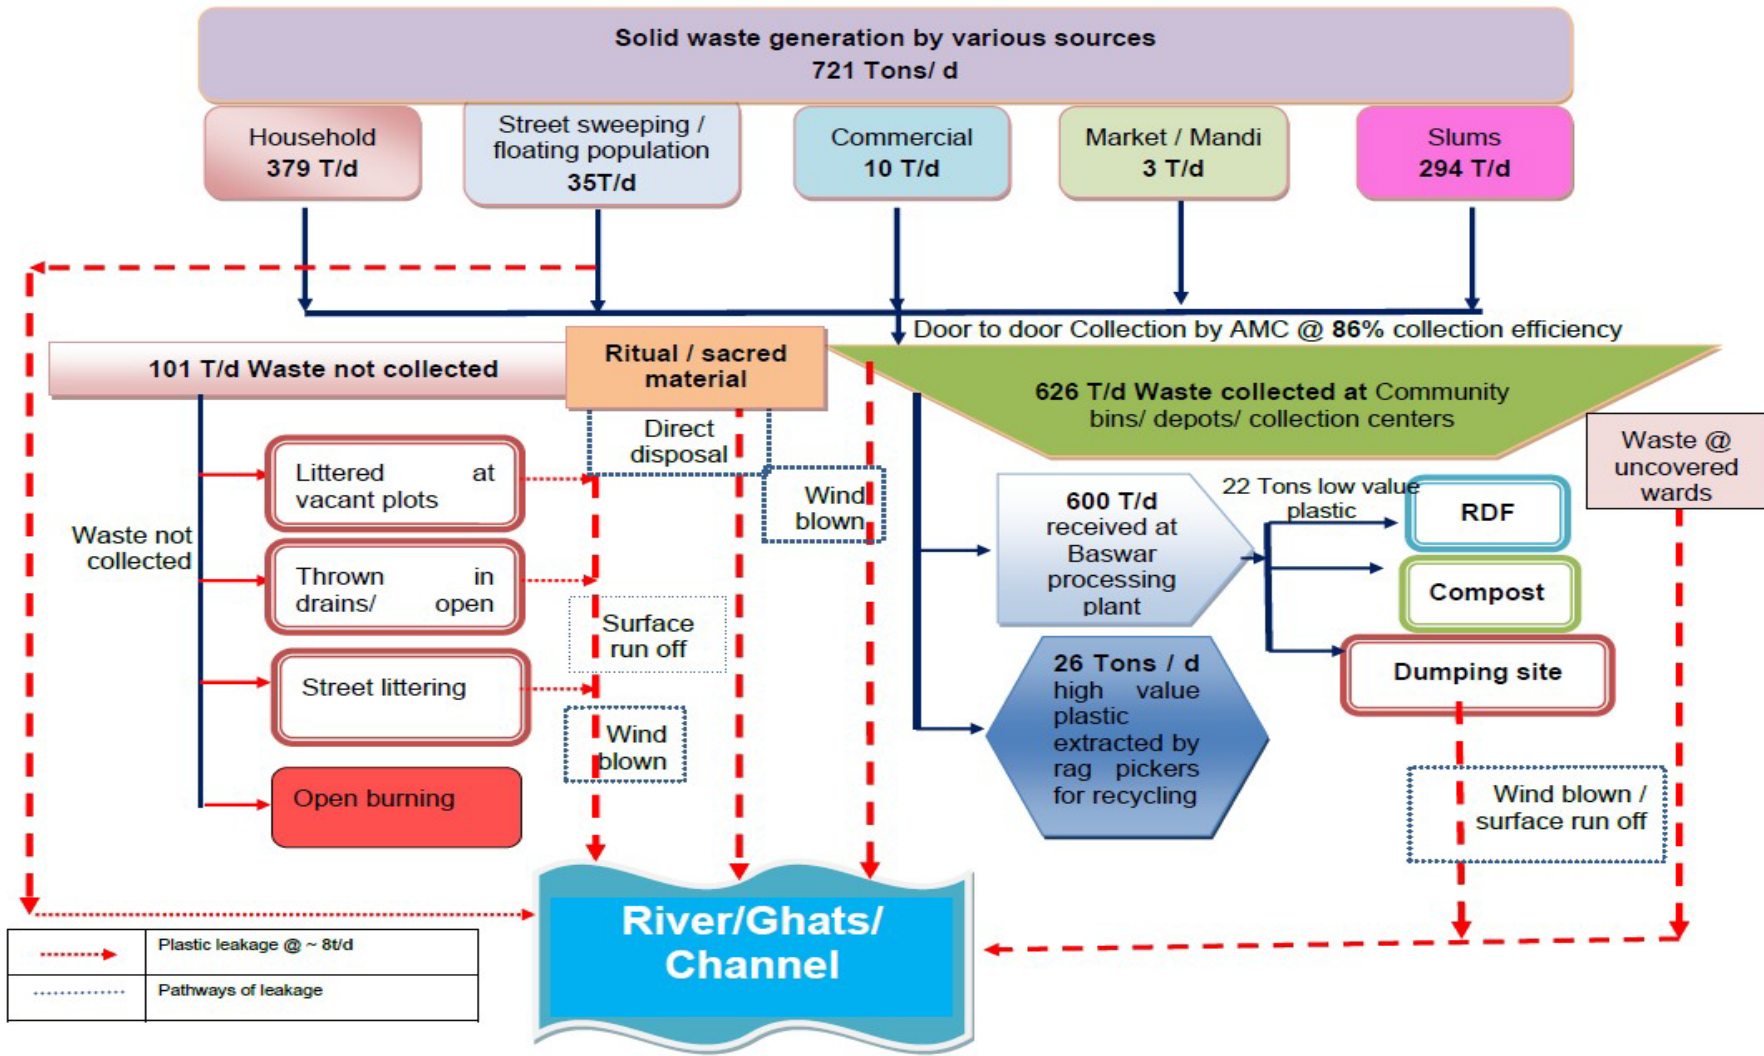 Solid waste generation by various sources
721 Tons/ d
Household
379 T/d
Street sweeping /
floating population
35T/d
Commercial
10 T/d
Market / Mandi
3 T/d
Slums
294 T/d
Door to door Collection by AMC @ 86% collection efficiency
101 T/d Waste not collected
Ritual / sacred
material
626 T/d Waste collected at Community
bins/ depots/ collection centers
Waste @
uncovered
wards
Direct
disposal
Littered at
vacant plots
Wind
blown
600 T/d
received at
Baswar
processing
plant
22 Tons low value
plastic
RDF
Waste not
collected
Thrown in
drains/ open
Compost
Surface
run off
Street littering
26 Tons / d
high value
plastic
extracted by
rag pickers
for recycling
Dumping site
Wind
blown
Open burning
Wind blown /
surface run off
River/Ghats/
Channel
Plastic leakage @ ~ 8t/d
Pathways of leakage